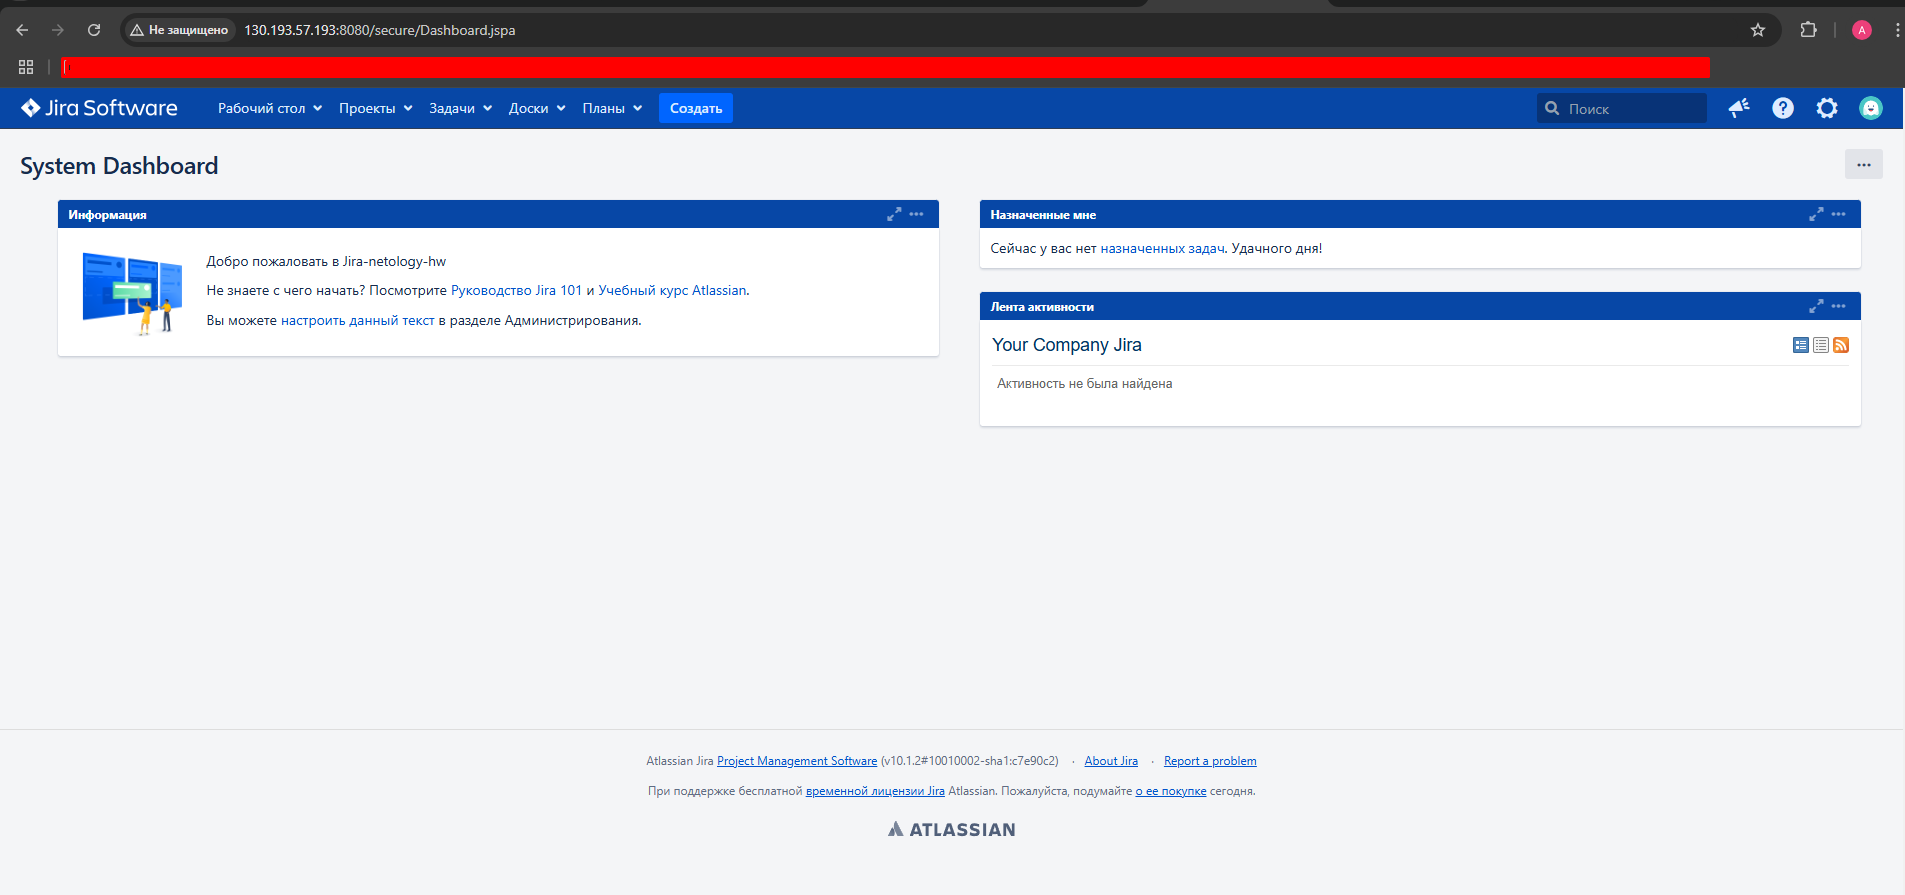 Не защищено 130.193.57.193:8080/secure/Dashboard.jspa A
Jira Software Рабочий стол Проекты Задачи Доски Планы Создать Поиск
System Dashboard
Информация
Добро пожаловать в Jira-netology-hw
Не знаете с чего начать? Посмотрите Руководство Jira 101 и Учебный курс Atlassian.
Вы можете настроить данный текст в разделе Администрирования.
Назначенные мне
Сейчас у вас нет назначенных задач. Удачного дня!
Лента активности
Your Company Jira
Активность не была найдена
Atlassian Jira Project Management Software (v10.1.2#10010002-sha1:c7e90c2) · About Jira · Report a problem
При поддержке бесплатной временной лицензии Jira Atlassian. Пожалуйста, подумайте о ее покупке сегодня.
ATLASSIAN